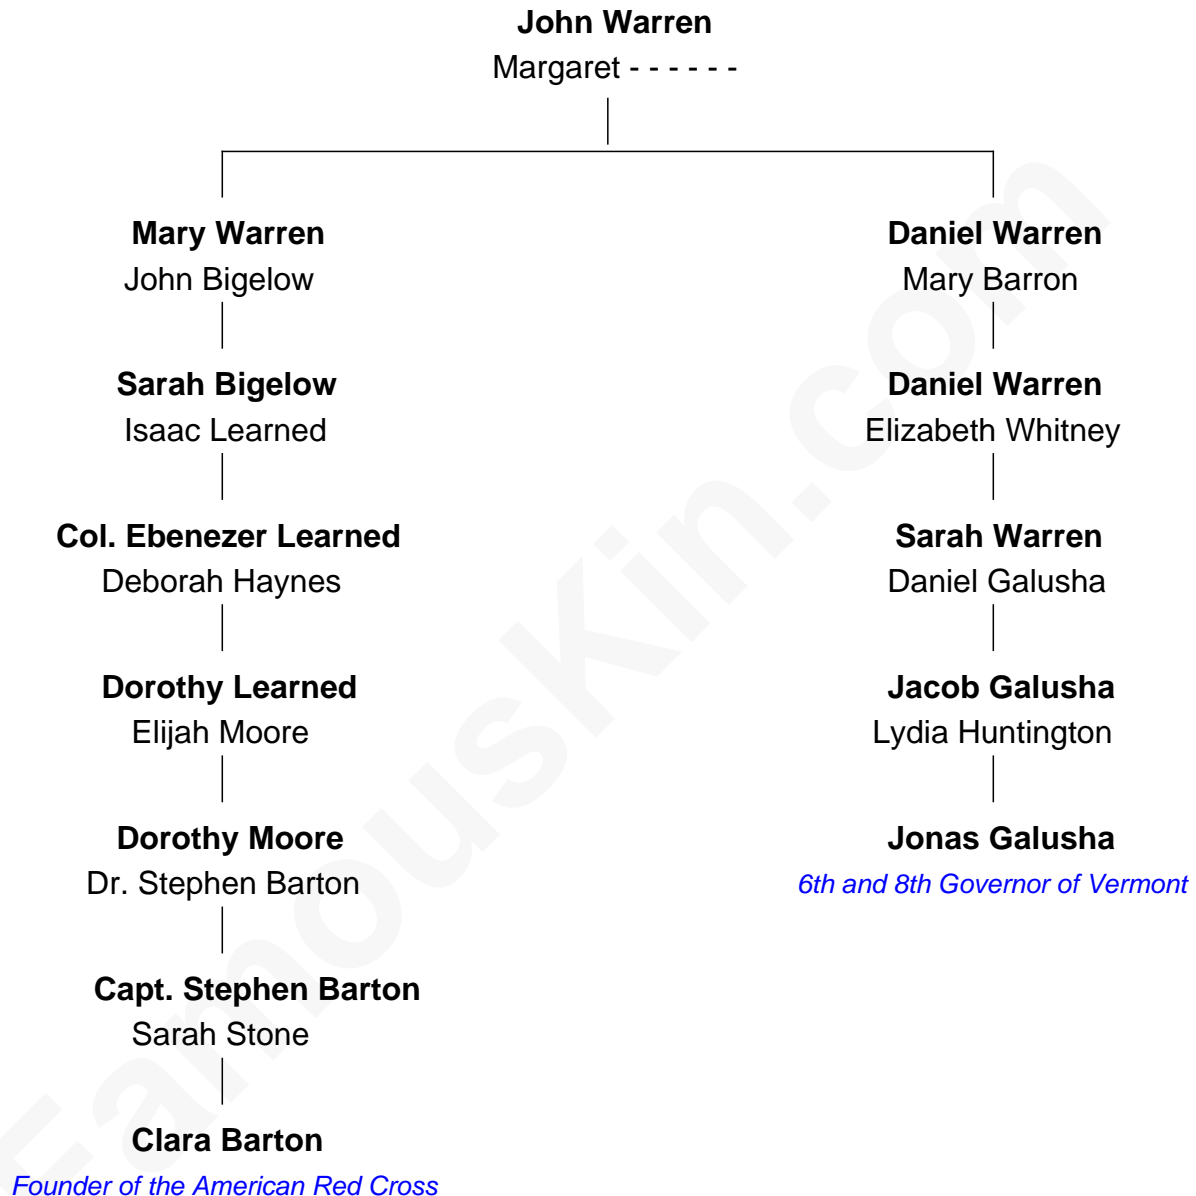 John Warren
Margaret - - - - - -
Mary Warren
John Bigelow
Daniel Warren
Mary Barron
Sarah Bigelow
Isaac Learned
Daniel Warren
Elizabeth Whitney
Col. Ebenezer Learned
Deborah Haynes
Sarah Warren
Daniel Galusha
Dorothy Learned
Elijah Moore
Jacob Galusha
Lydia Huntington
Dorothy Moore
Dr. Stephen Barton
Jonas Galusha
6th and 8th Governor of Vermont
Capt. Stephen Barton
Sarah Stone
Clara Barton
Founder of the American Red Cross
FamousKin.com